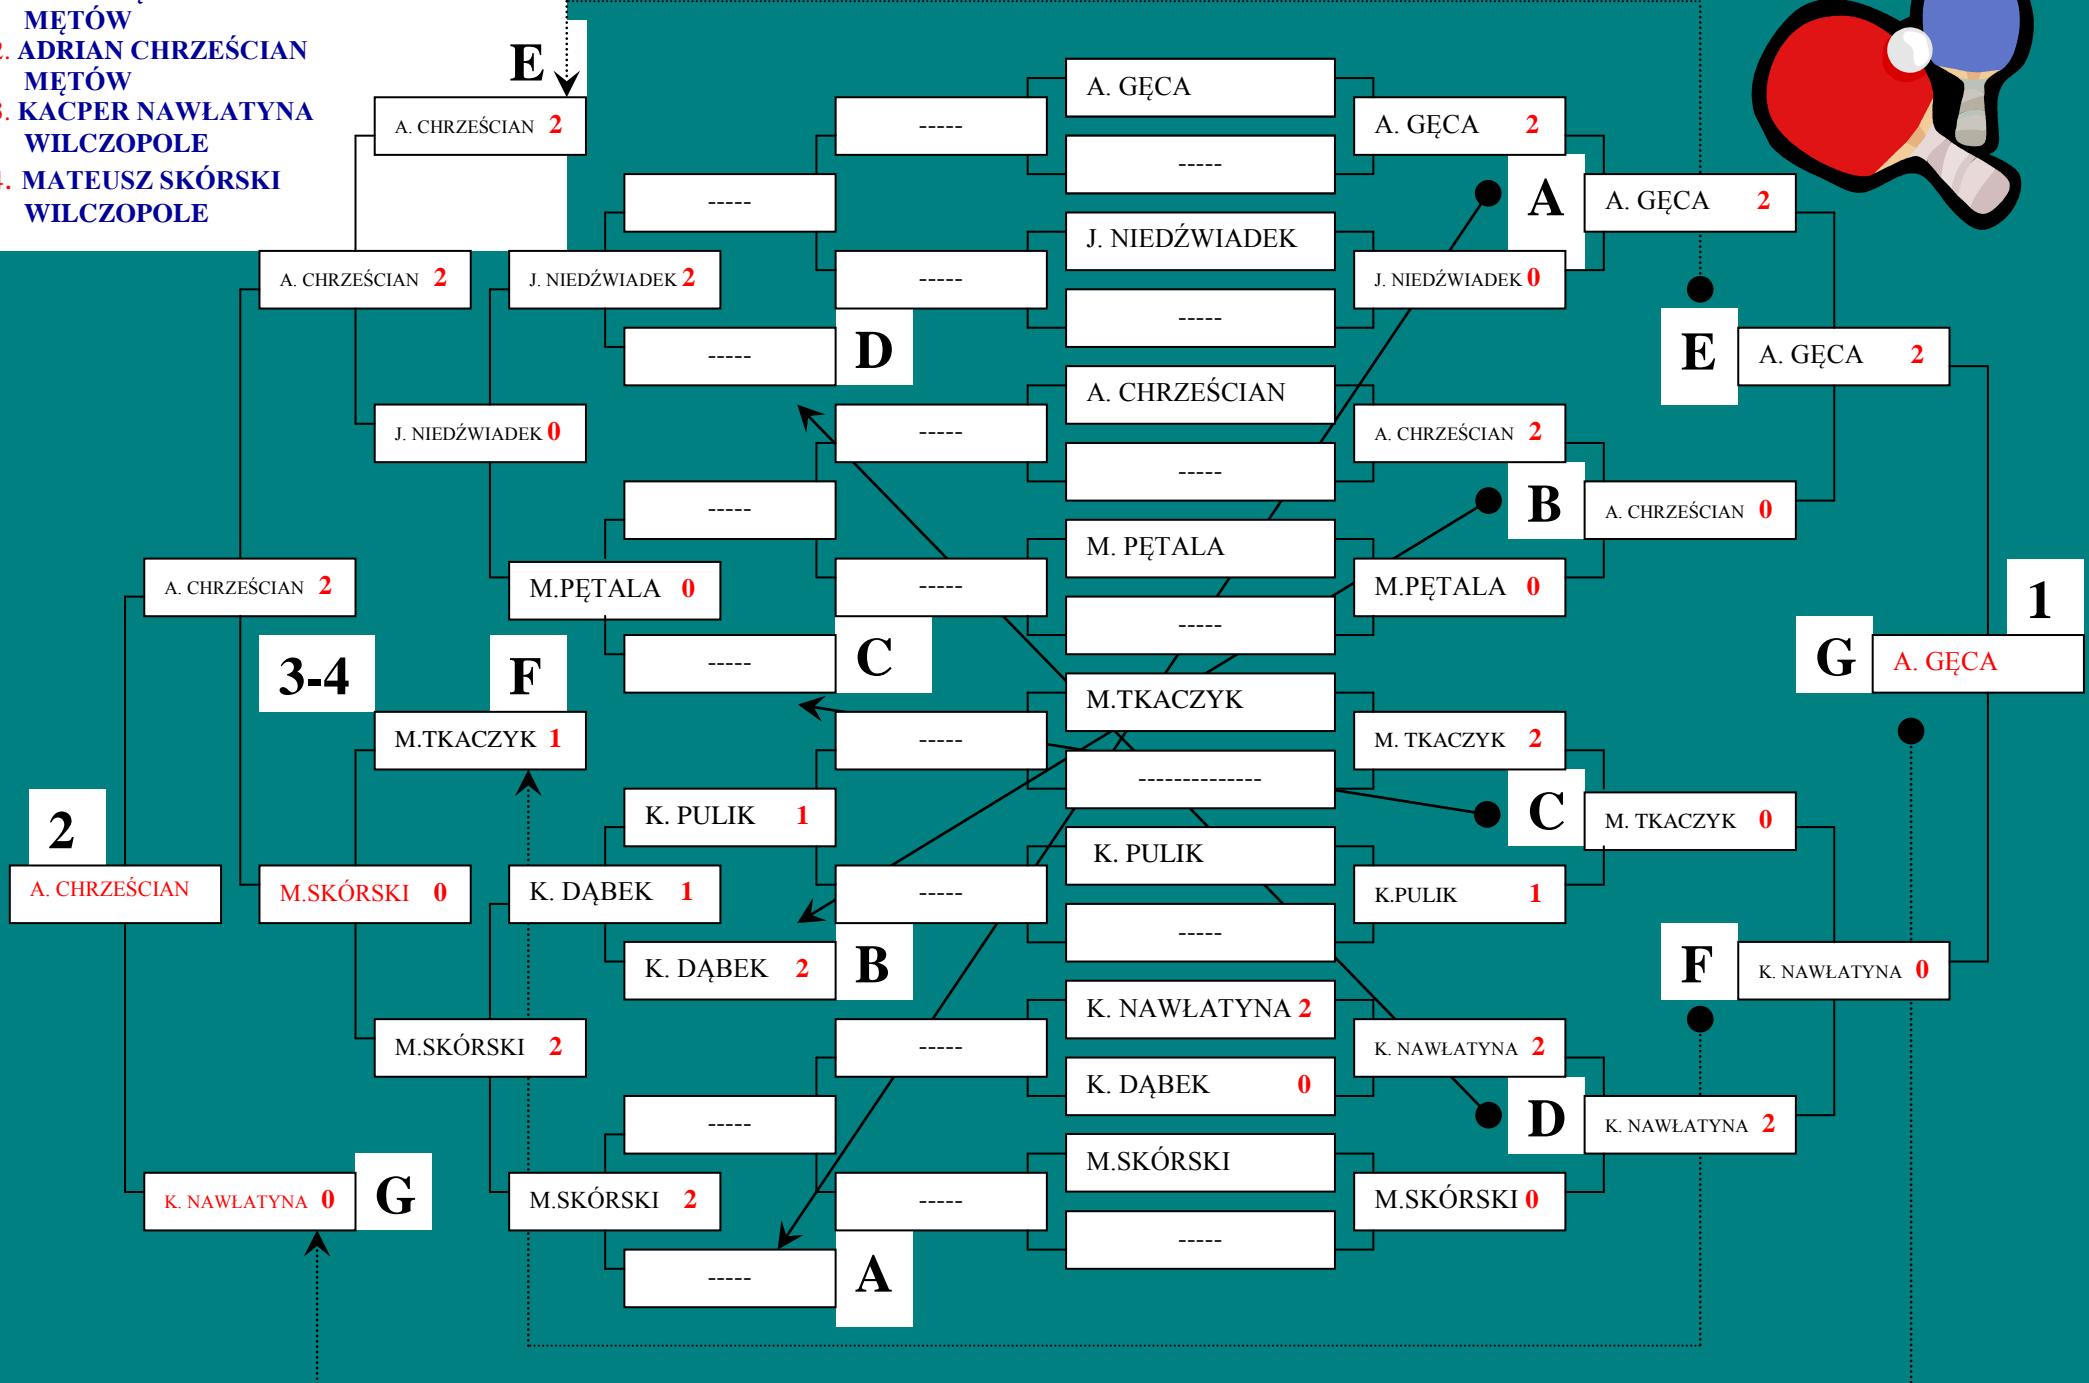 MĘTÓW
2. ADRIAN CHRZEŚCIAN
MĘTÓW
3. KACPER NAWŁATYNA
WILCZOPOLE
4. MATEUSZ SKÓRSKI
WILCZOPOLE
E
A. CHRZEŚCIAN 2
A. CHRZEŚCIAN 2
J. NIEDŹWIADEK 0
A. CHRZEŚCIAN 2
3-4
F
M.TKACZYK 1
2
A. CHRZEŚCIAN
M.SKÓRSKI 0
M.SKÓRSKI 2
K. NAWŁATYNA 0
G
J. NIEDŹWIADEK 2
M.PĘTALA 0
K. DĄBEK 1
M.SKÓRSKI 2
-----
-----
D
-----
-----
C
K. PULIK 1
K. DĄBEK 2
B
-----
-----
A
-----
-----
-----
-----
-----
-----
-----
-----
A. GĘCA
-----
J. NIEDŹWIADEK
-----
A. CHRZEŚCIAN
-----
M. PĘTALA
-----
M.TKACZYK
--------------
K. PULIK
-----
K. NAWŁATYNA 2
K. DĄBEK 0
M.SKÓRSKI
-----
A. GĘCA 2
J. NIEDŹWIADEK 0
A. CHRZEŚCIAN 2
M.PĘTALA 0
M. TKACZYK 2
K.PULIK 1
K. NAWŁATYNA 2
M.SKÓRSKI 0
A
A. GĘCA 2
B
A. CHRZEŚCIAN 0
C
M. TKACZYK 0
D
K. NAWŁATYNA 2
E
A. GĘCA 2
F
K. NAWŁATYNA 0
1
G
A. GĘCA